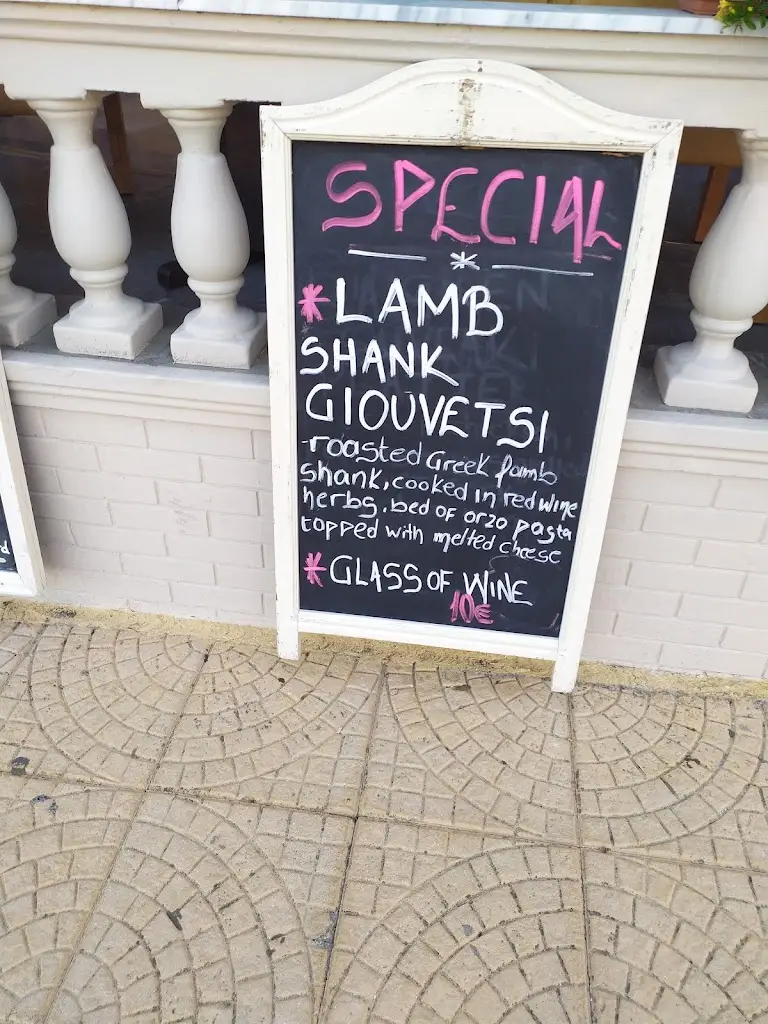 SPECIAL
*
*LAMB
SHANK
GIOUVETSI
-roasted Greek lamb
shank, cooked in red wine
herbs, bed of orzo pasta
topped with melted cheese
*GLASS OF WINE
10€